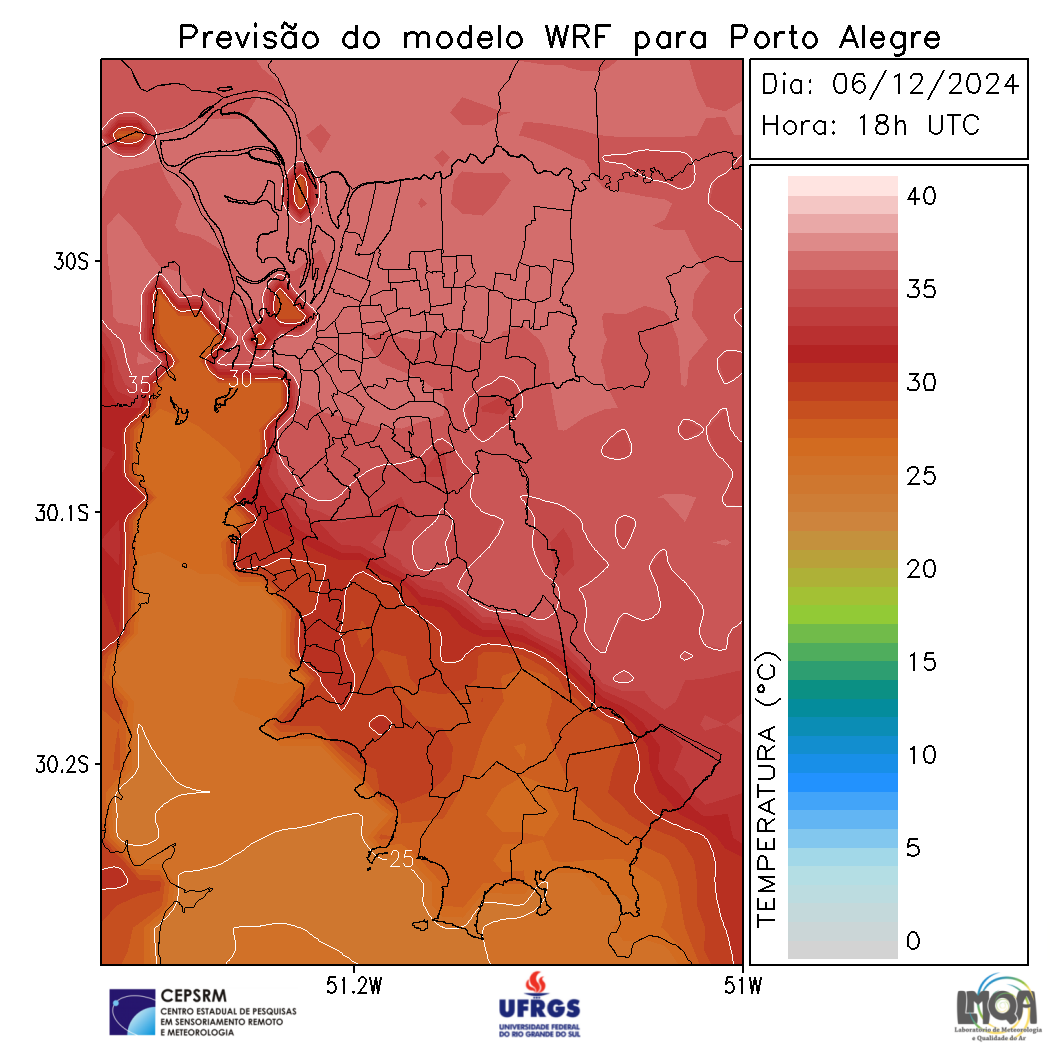 Previsão do modelo WRF para Porto Alegre
Dia: 06/12/2024
Hora: 18h UTC
40
35
30
25
20
15
10
5
0
TEMPERATURA (°C)
30S
30.1S
30.2S
51.2W
51W
35
30
25
CEPSRM
CENTRO ESTADUAL DE PESQUISAS
EM SENSORIAMENTO REMOTO
E METEOROLOGIA
UFRGS
UNIVERSIDADE FEDERAL
DO RIO GRANDE DO SUL
LMQA
Laboratório de Meteorologia
e Qualidade do Ar